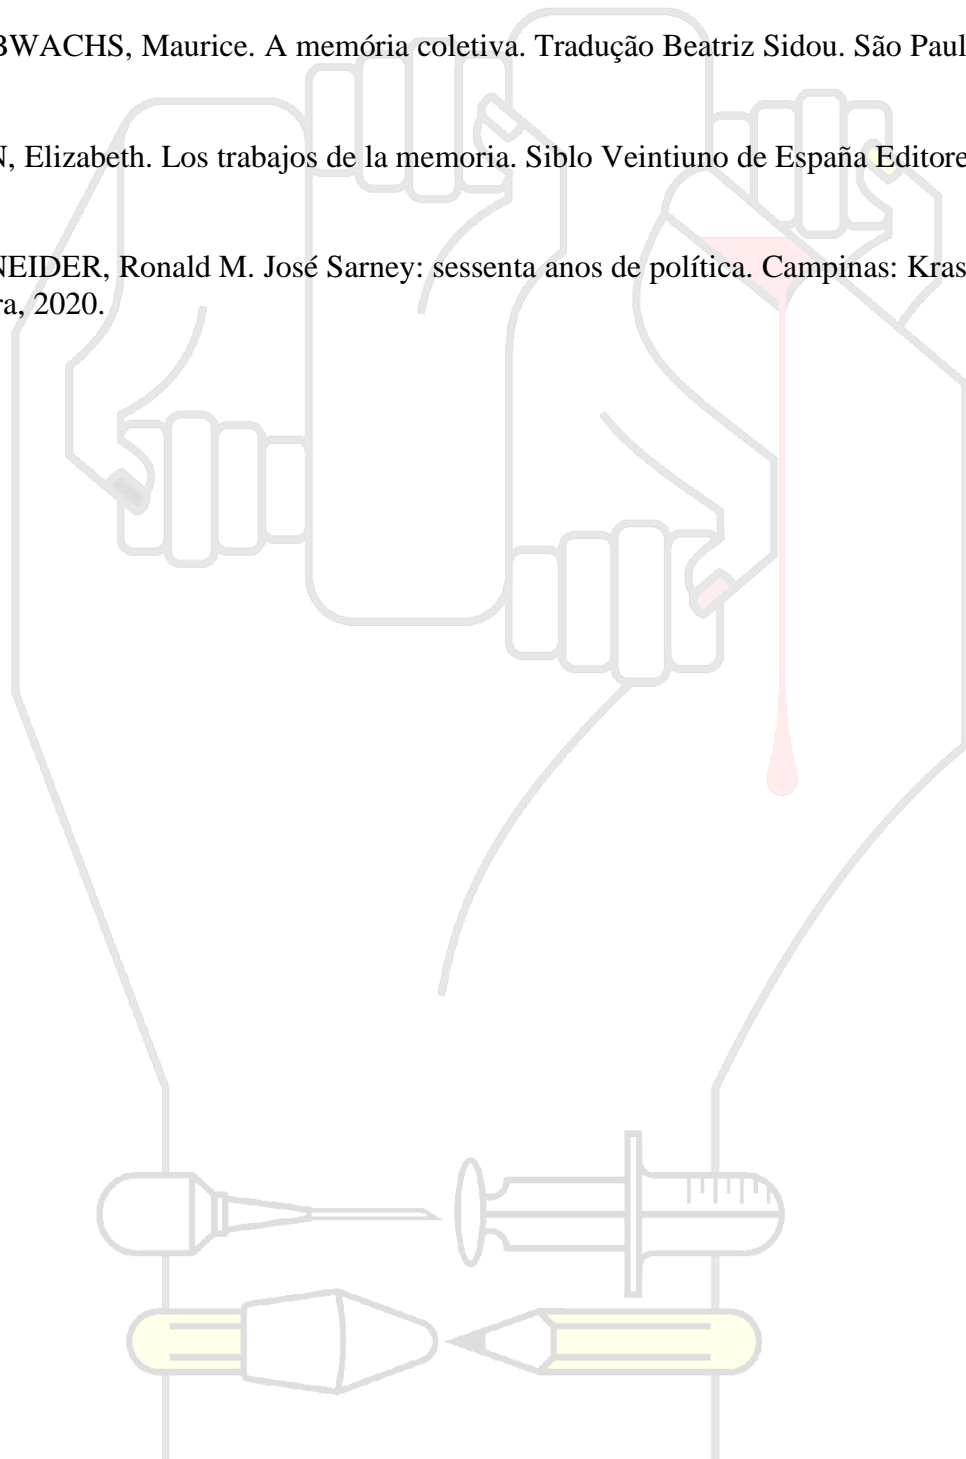 BWACHS, Maurice. A memória coletiva. Tradução Beatriz Sidou. São Paul
N, Elizabeth. Los trabajos de la memoria. Siblo Veintiuno de España Editore
NEIDER, Ronald M. José Sarney: sessenta anos de política. Campinas: Kras
ra, 2020.